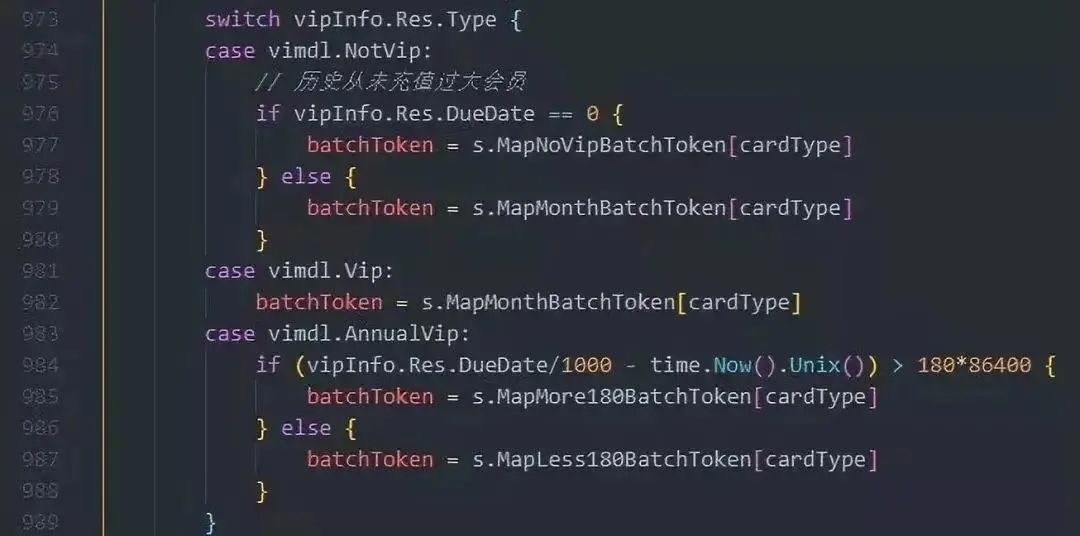 973 switch vipInfo.Res.Type {
974 case vimdl.NotVip:
975 // 历史从未充值过大会员
976 if vipInfo.Res.DueDate == 0 {
977 batchToken = s.MapNoVipBatchToken[cardType]
978 } else {
979 batchToken = s.MapMonthBatchToken[cardType]
980 }
981 case vimdl.Vip:
982 batchToken = s.MapMonthBatchToken[cardType]
983 case vimdl.AnnualVip:
984 if (vipInfo.Res.DueDate/1000 - time.Now().Unix()) > 180*86400 {
985 batchToken = s.MapMore180BatchToken[cardType]
986 } else {
987 batchToken = s.MapLess180BatchToken[cardType]
988 }
989 }